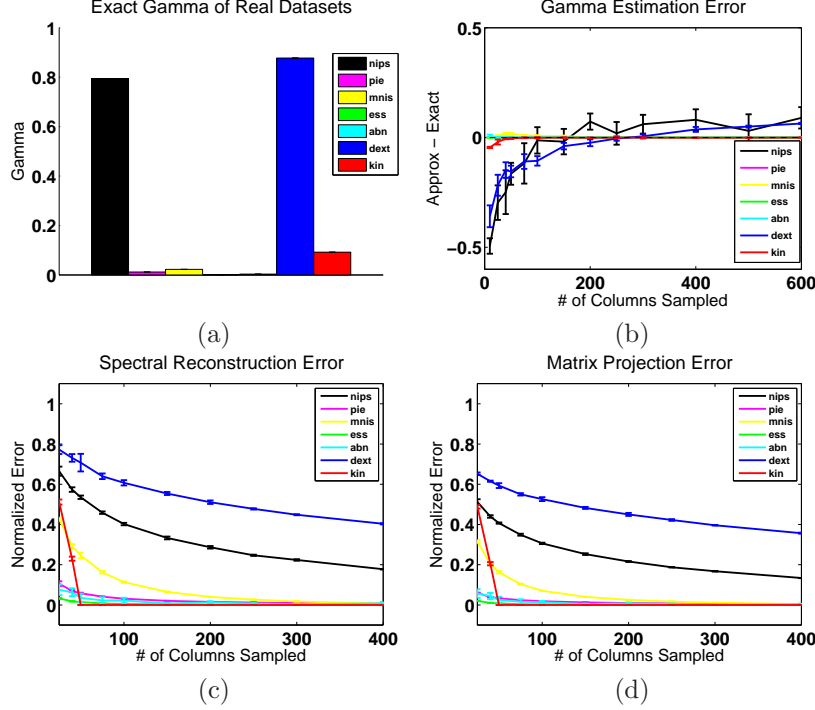 Exact Gamma of Real Datasets
Gamma
1
0.8
0.6
0.4
0.2
0
nips
pie
mnis
ess
abn
dext
kin
(a)
Gamma Estimation Error
Approx − Exact
0.5
0
−0.5
0
200
400
600
# of Columns Sampled
nips
pie
mnis
ess
abn
dext
kin
(b)
Spectral Reconstruction Error
Normalized Error
1
0.8
0.6
0.4
0.2
0
100
200
300
400
# of Columns Sampled
nips
pie
mnis
ess
abn
dext
kin
(c)
Matrix Projection Error
Normalized Error
1
0.8
0.6
0.4
0.2
0
100
200
300
400
# of Columns Sampled
nips
pie
mnis
ess
abn
dext
kin
(d)